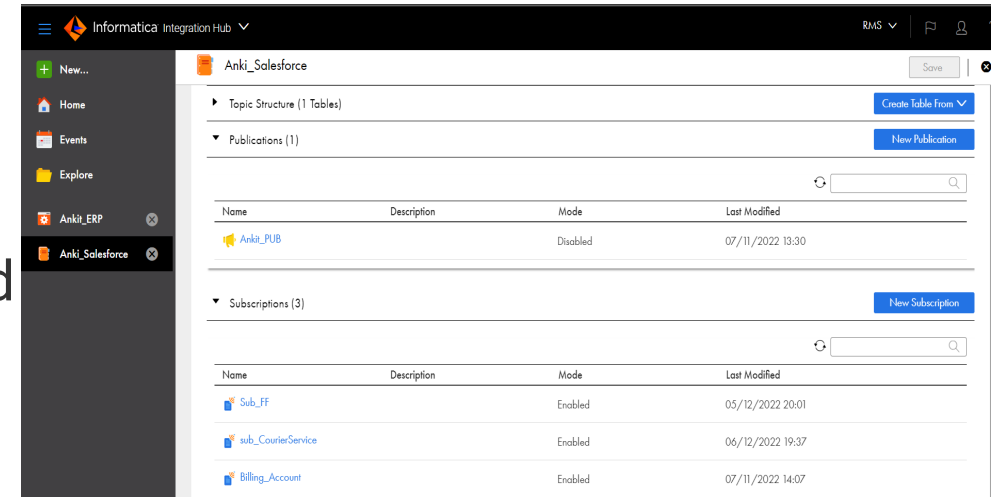 Informatica Integration Hub
RMS
New...
Anki_Salesforce
Save
Home
Topic Structure (1 Tables)
Create Table From
Events
Publications (1)
New Publication
Explore
Name Description Mode Last Modified
Ankit_ERP
Ankit_PUB Disabled 07/11/2022 13:30
Anki_Salesforce
d
Subscriptions (3)
New Subscription
Name Description Mode Last Modified
Sub_FF Enabled 05/12/2022 20:01
sub_CourierService Enabled 06/12/2022 19:37
Billing_Account Enabled 07/11/2022 14:07